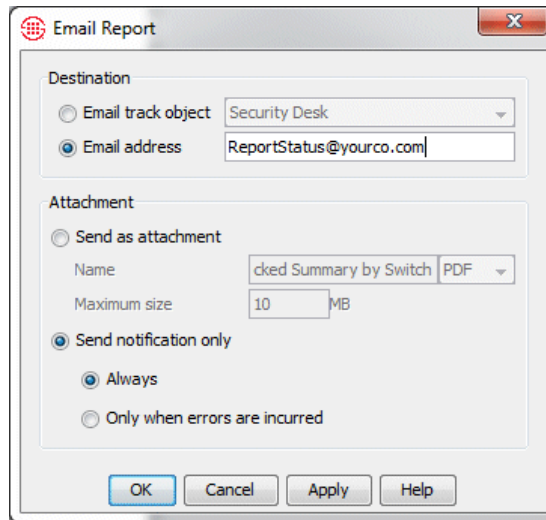 Email Report
Destination
Email track object Security Desk
Email address ReportStatus@yourco.com
Attachment
Send as attachment
Name cked Summary by Switch PDF
Maximum size 10 MB
Send notification only
Always
Only when errors are incurred
OK Cancel Apply Help